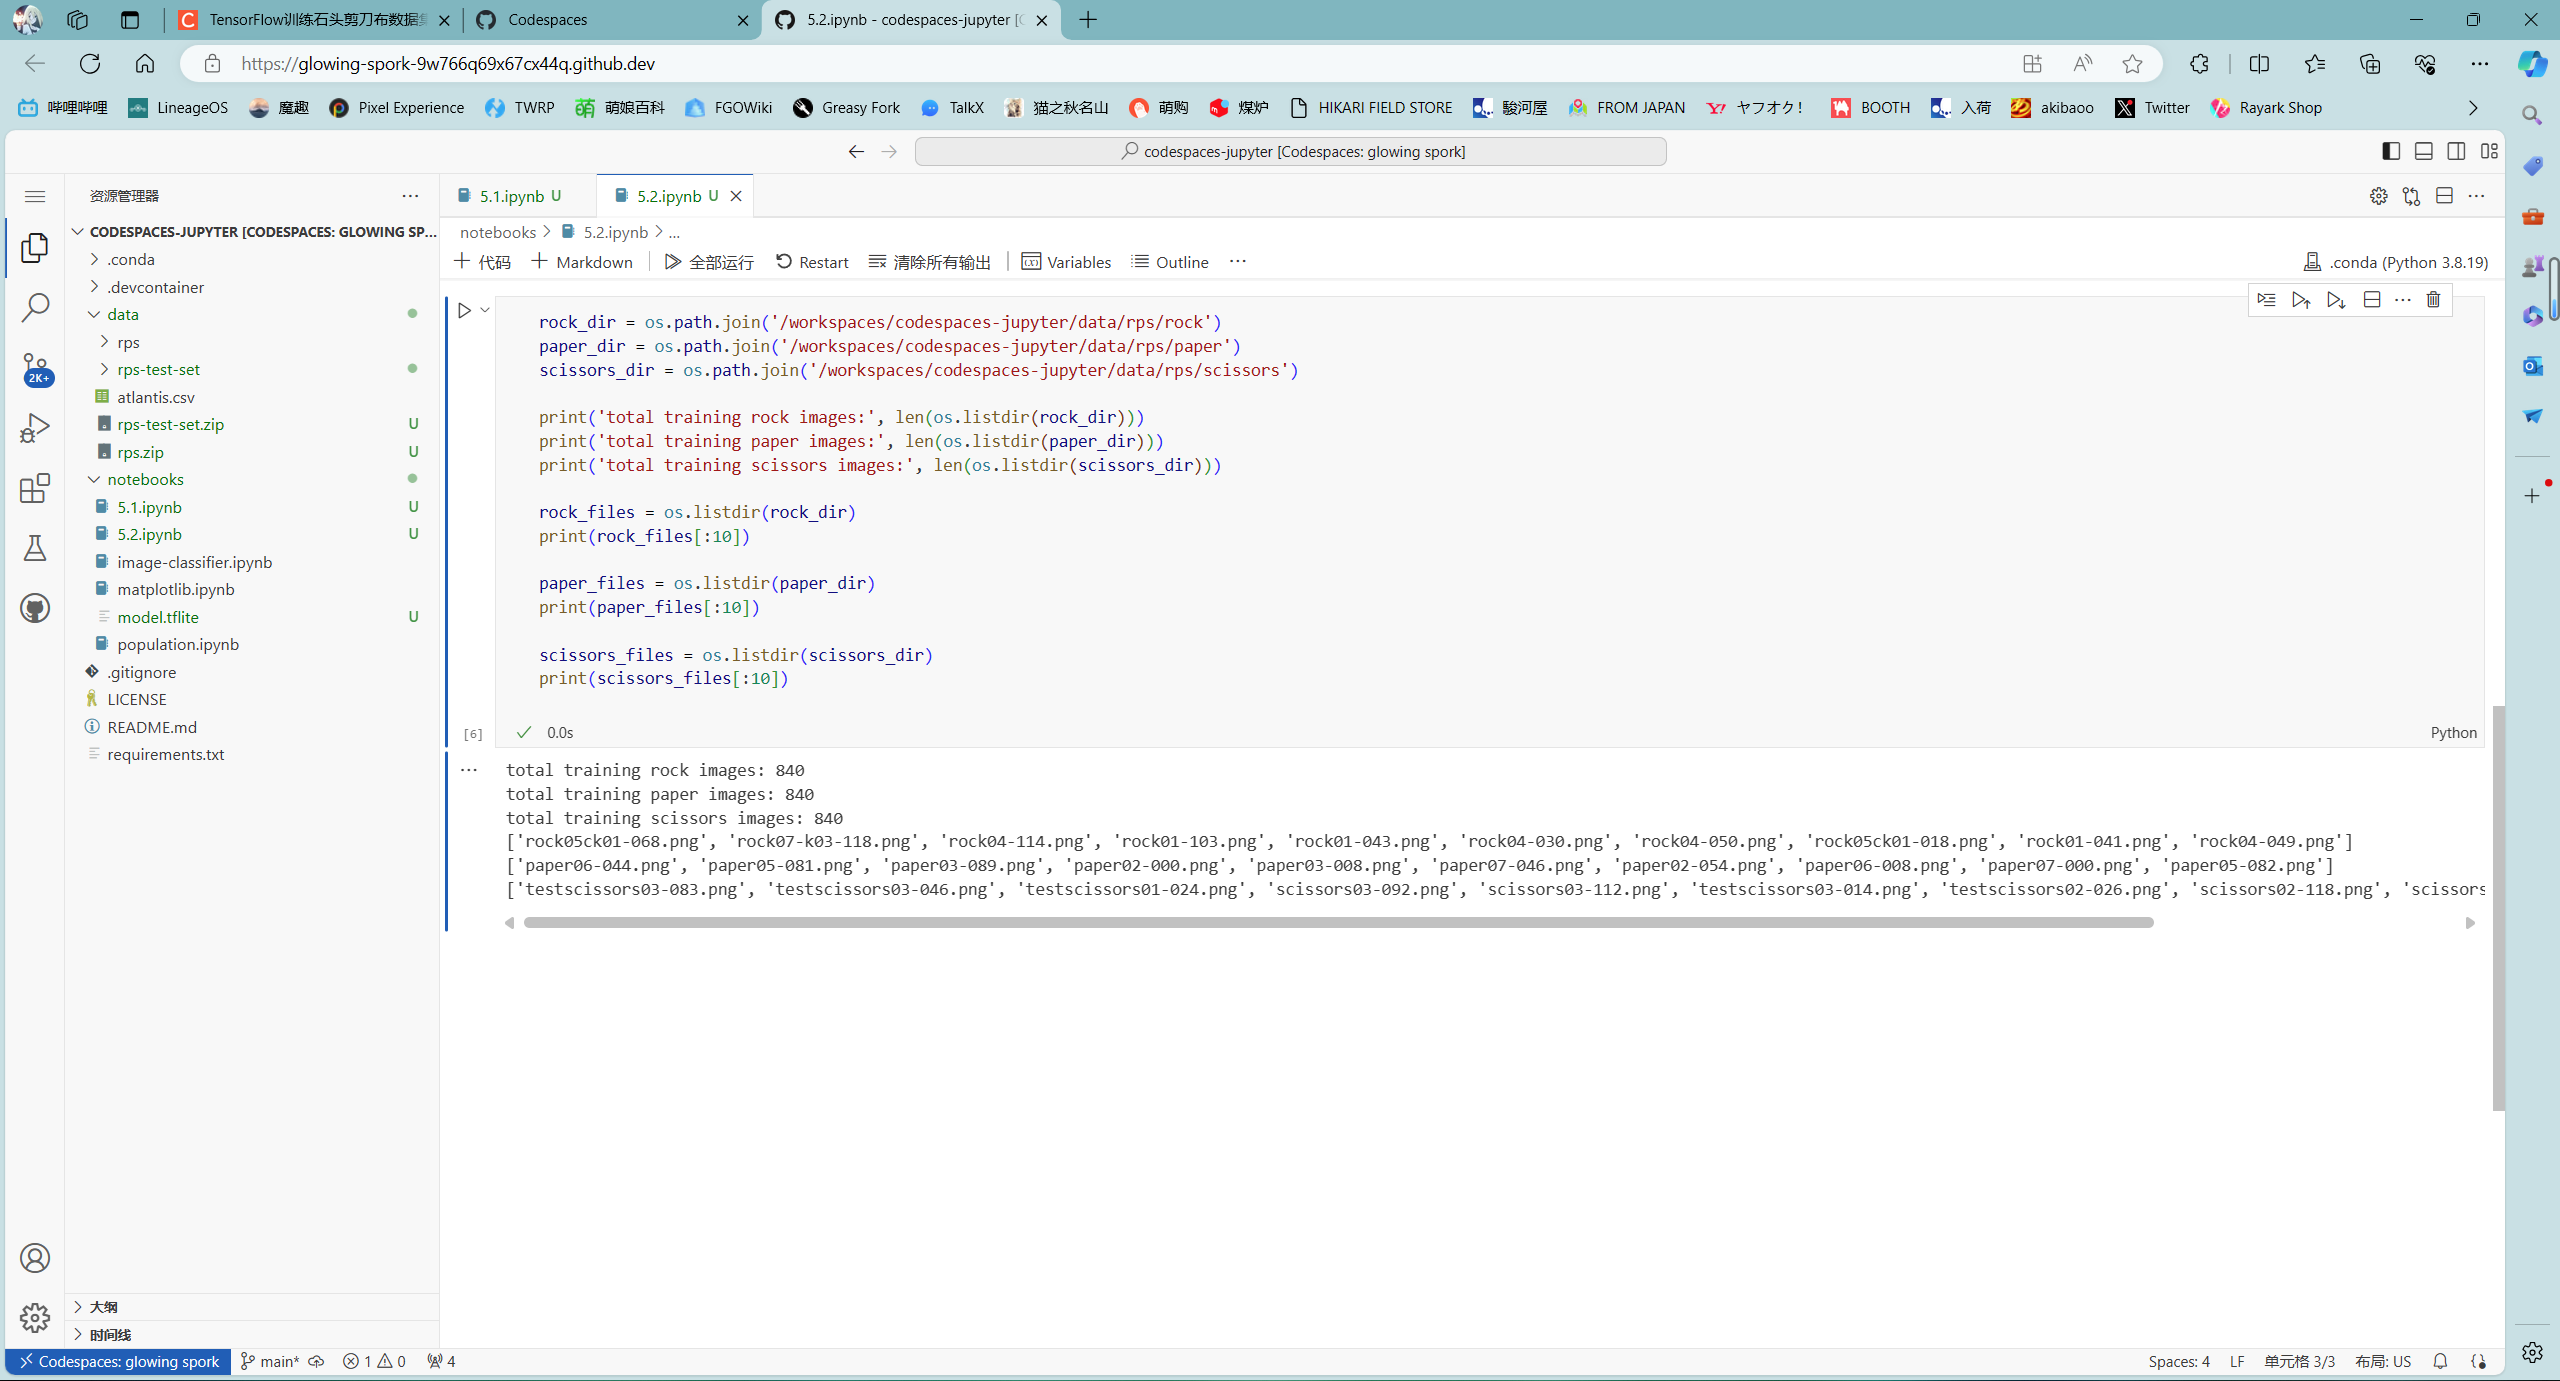 TensorFlow训练石头剪刀布数据集
Codespaces
5.2.ipynb - codespaces-jupyter [C
https://glowing-spork-9w766q69x67cx44q.github.dev
哔哩哔哩 LineageOS 魔趣 Pixel Experience TWRP 萌娘百科 FGOWiki Greasy Fork TalkX 猫之秋名山 萌购 煤炉 HIKARI FIELD STORE 駿河屋 FROM JAPAN ヤフオク! BOOTH 入荷 akibaoo Twitter Rayark Shop
codespaces-jupyter [Codespaces: glowing spork]
资源管理器
CODESPACES-JUPYTER [CODESPACES: GLOWING SP...
.conda
.devcontainer
data
rps
rps-test-set
atlantis.csv
rps-test-set.zip U
rps.zip U
notebooks
5.1.ipynb U
5.2.ipynb U
image-classifier.ipynb
matplotlib.ipynb
model.tflite U
population.ipynb
.gitignore
LICENSE
README.md
requirements.txt
2K+
大纲
时间线
5.1.ipynb U 5.2.ipynb U
notebooks > 5.2.ipynb > ...
代码 Markdown 全部运行 Restart 清除所有输出 Variables Outline ... .conda (Python 3.8.19)
rock_dir = os.path.join('/workspaces/codespaces-jupyter/data/rps/rock')
paper_dir = os.path.join('/workspaces/codespaces-jupyter/data/rps/paper')
scissors_dir = os.path.join('/workspaces/codespaces-jupyter/data/rps/scissors')
print('total training rock images:', len(os.listdir(rock_dir)))
print('total training paper images:', len(os.listdir(paper_dir)))
print('total training scissors images:', len(os.listdir(scissors_dir)))
rock_files = os.listdir(rock_dir)
print(rock_files[:10])
paper_files = os.listdir(paper_dir)
print(paper_files[:10])
scissors_files = os.listdir(scissors_dir)
print(scissors_files[:10])
[6] 0.0s Python
total training rock images: 840
total training paper images: 840
total training scissors images: 840
['rock05ck01-068.png', 'rock07-k03-118.png', 'rock04-114.png', 'rock01-103.png', 'rock01-043.png', 'rock04-030.png', 'rock04-050.png', 'rock05ck01-018.png', 'rock01-041.png', 'rock04-049.png']
['paper06-044.png', 'paper05-081.png', 'paper03-089.png', 'paper02-000.png', 'paper03-008.png', 'paper07-046.png', 'paper02-054.png', 'paper06-008.png', 'paper07-000.png', 'paper05-082.png']
['testscissors03-083.png', 'testscissors03-046.png', 'testscissors01-024.png', 'scissors03-092.png', 'scissors03-112.png', 'testscissors03-014.png', 'testscissors02-026.png', 'scissors02-118.png', 'scissors
Codespaces: glowing spork main* 1 0 4 Spaces: 4 LF 单元格 3/3 布局: US